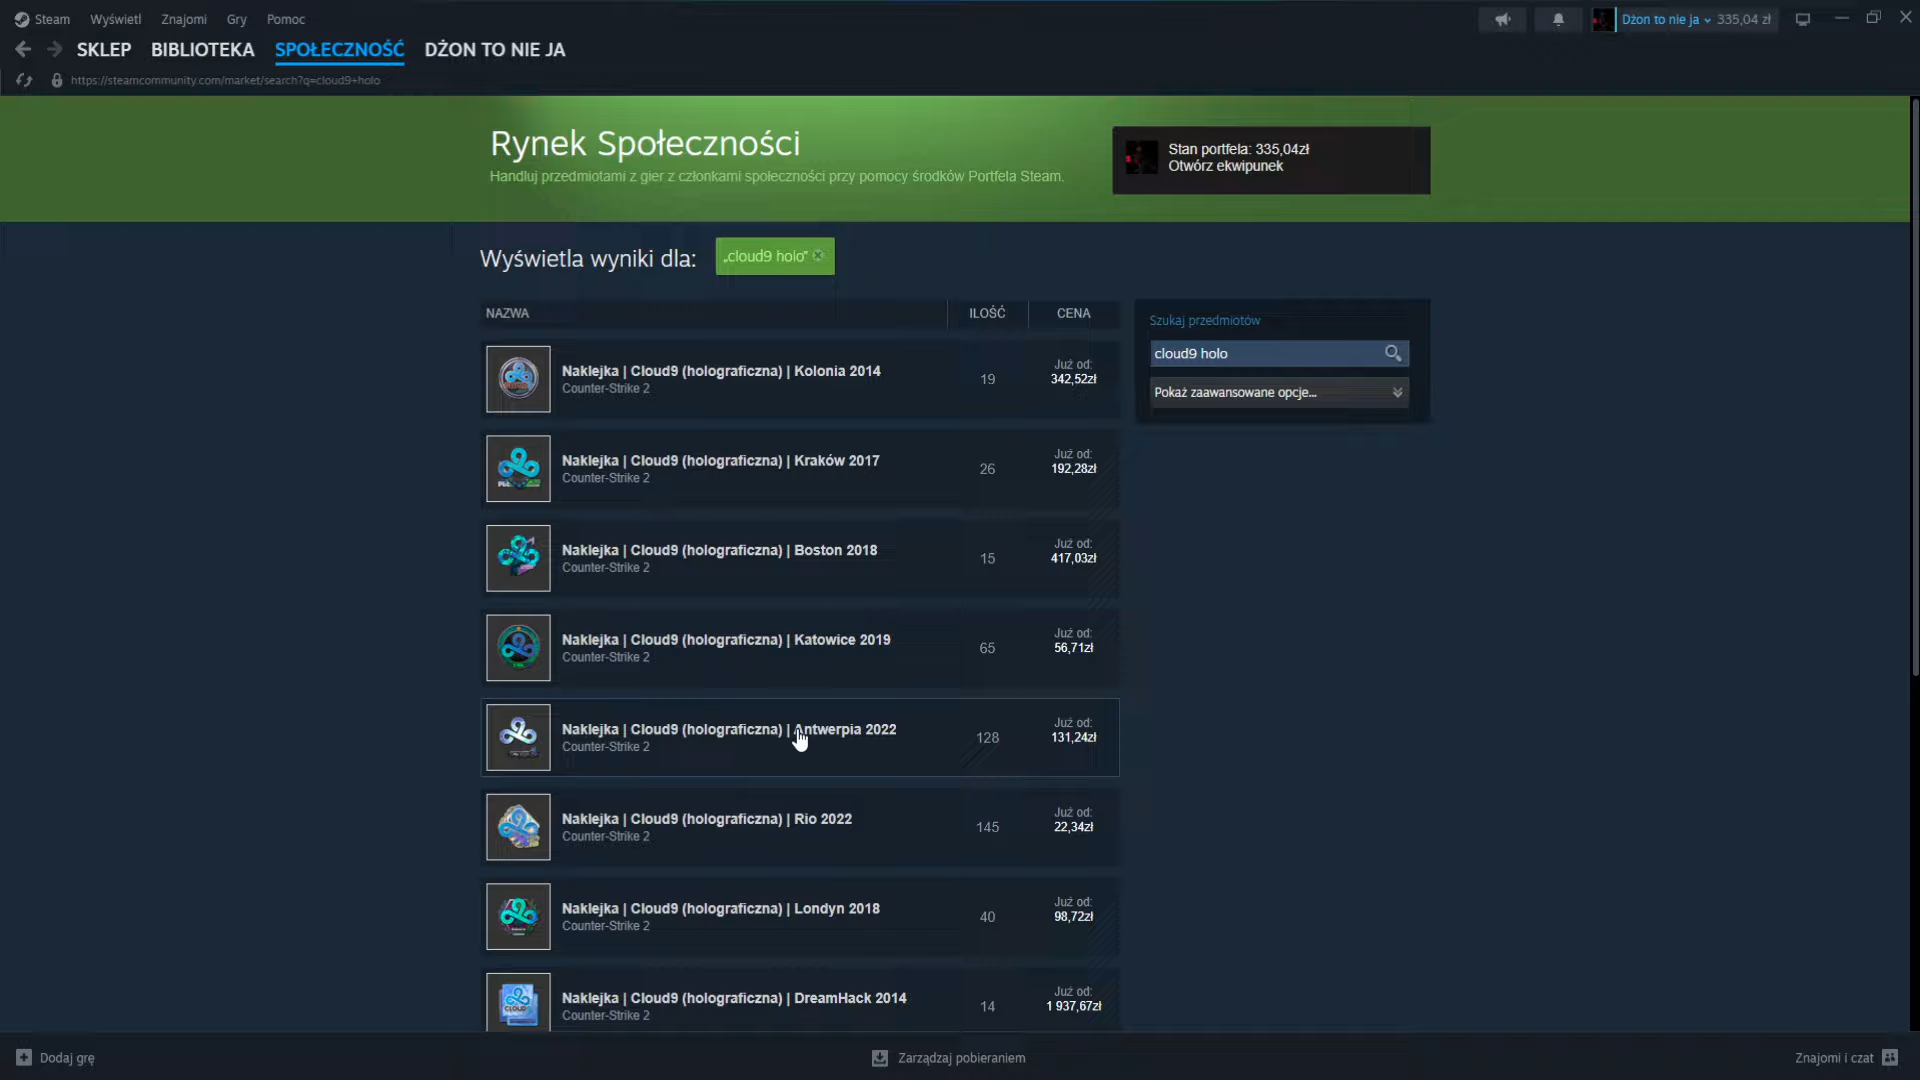 Steam Wyświetl Znajomi Gry Pomoc
Dżon to nie ja 335,04 zł
SKLEP BIBLIOTEKA SPOŁECZNOŚĆ DŻON TO NIE JA
https://steamcommunity.com/market/search?q=cloud9+holo
Rynek Społeczności
Handluj przedmiotami z gier z członkami społeczności przy pomocy środków Portfela Steam.
Stan portfela: 335,04zł
Otwórz ekwipunek
Wyświetla wyniki dla: „cloud9 holo”
NAZWA ILOŚĆ CENA
Naklejka | Cloud9 (holograficzna) | Kolonia 2014
Counter-Strike 2
19
Już od:
342,52zł
Naklejka | Cloud9 (holograficzna) | Kraków 2017
Counter-Strike 2
26
Już od:
192,28zł
Naklejka | Cloud9 (holograficzna) | Boston 2018
Counter-Strike 2
15
Już od:
417,03zł
Naklejka | Cloud9 (holograficzna) | Katowice 2019
Counter-Strike 2
65
Już od:
56,71zł
Naklejka | Cloud9 (holograficzna) | Antwerpia 2022
Counter-Strike 2
128
Już od:
131,24zł
Naklejka | Cloud9 (holograficzna) | Rio 2022
Counter-Strike 2
145
Już od:
22,34zł
Naklejka | Cloud9 (holograficzna) | Londyn 2018
Counter-Strike 2
40
Już od:
98,72zł
Naklejka | Cloud9 (holograficzna) | DreamHack 2014
Counter-Strike 2
14
Już od:
1 937,67zł
Szukaj przedmiotów
cloud9 holo
Pokaż zaawansowane opcje...
Dodaj grę
Zarządzaj pobieraniem
Znajomi i czat